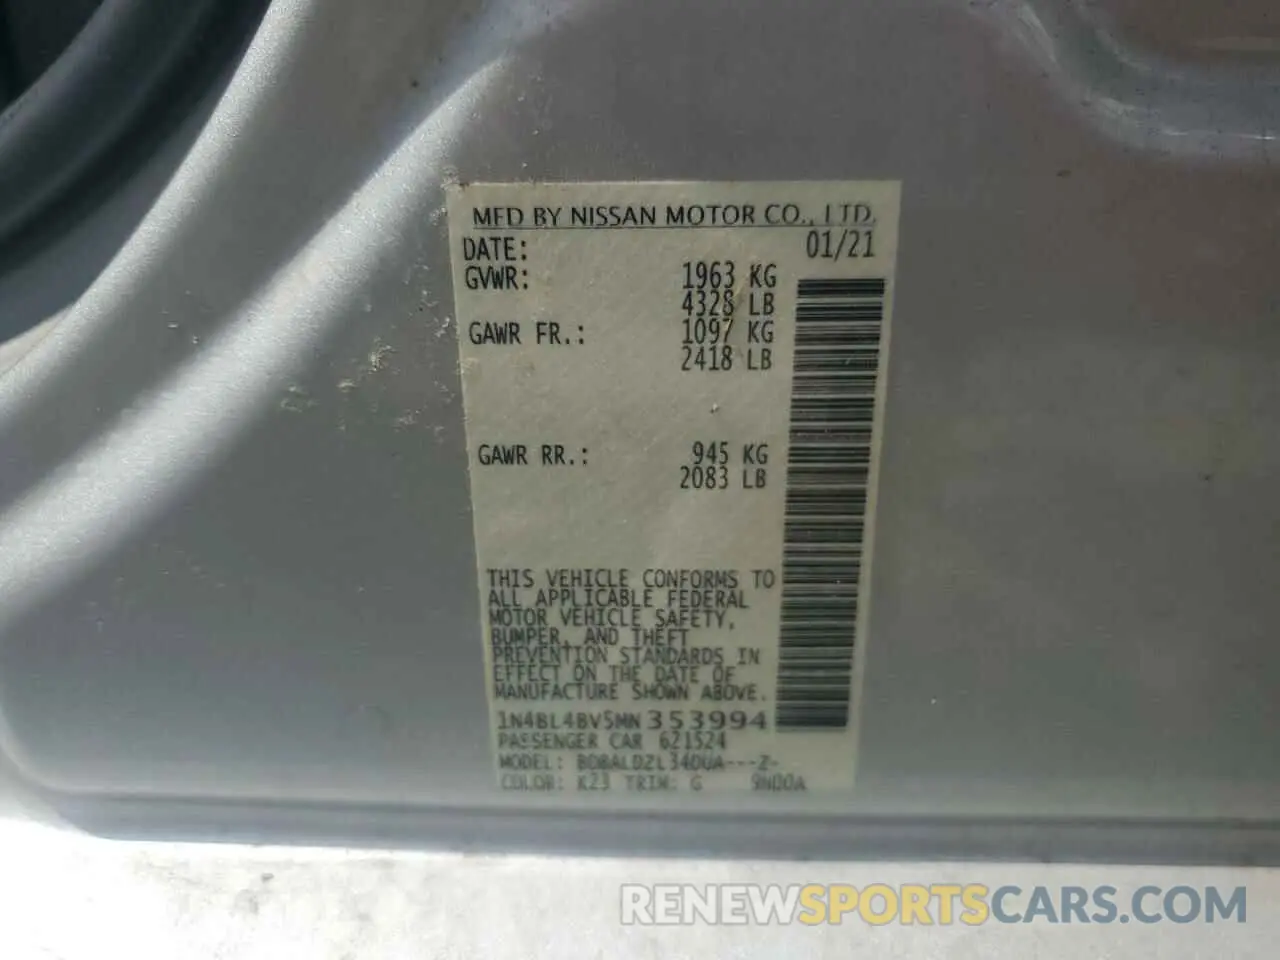 MFD BY NISSAN MOTOR CO., LTD.
DATE: 01/21
GVWR: 1963 KG
4328 LB
GAWR FR.: 1097 KG
2418 LB
GAWR RR.: 945 KG
2083 LB
THIS VEHICLE CONFORMS TO
ALL APPLICABLE FEDERAL
MOTOR VEHICLE SAFETY,
BUMPER, AND THEFT
PREVENTION STANDARDS IN
EFFECT ON THE DATE OF
MANUFACTURE SHOWN ABOVE.
1N4BL4BV5MN353994
PASSENGER CAR 621524
MODEL:
COLOR: K23 TRIM: G
RENEWSPORTSCARS.COM